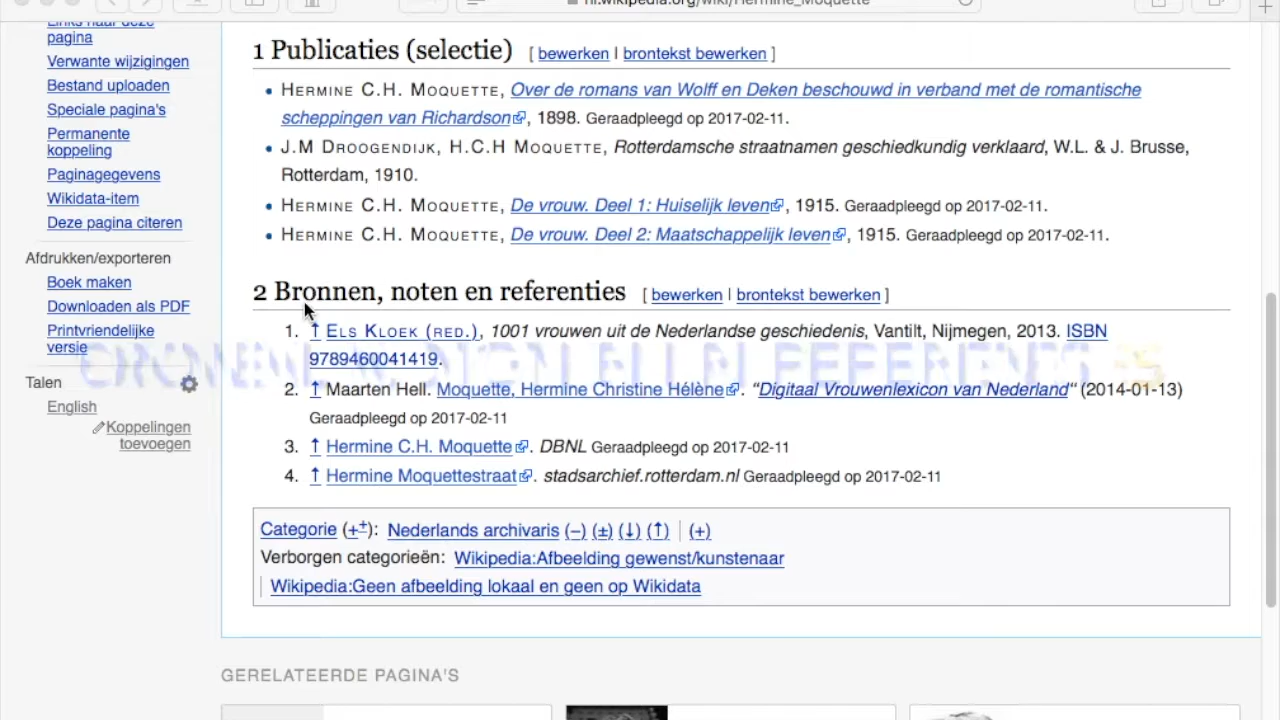 nl.wikipedia.org/wiki/Hermine_Moquette
Links naar deze
pagina
Verwante wijzigingen
Bestand uploaden
Speciale pagina's
Permanente
koppeling
Paginagegevens
Wikidata-item
Deze pagina citeren
Afdrukken/exporteren
Boek maken
Downloaden als PDF
Printvriendelijke
versie
Talen
English
Koppelingen
toevoegen
1 Publicaties (selectie) [ bewerken | brontekst bewerken ]
• HERMINE C.H. MOQUETTE, Over de romans van Wolff en Deken beschouwd in verband met de romantische
scheppingen van Richardson, 1898. Geraadpleegd op 2017-02-11.
• J.M DROOGENDIJK, H.C.H MOQUETTE, Rotterdamsche straatnamen geschiedkundig verklaard, W.L. & J. Brusse,
Rotterdam, 1910.
• HERMINE C.H. MOQUETTE, De vrouw. Deel 1: Huiselijk leven, 1915. Geraadpleegd op 2017-02-11.
• HERMINE C.H. MOQUETTE, De vrouw. Deel 2: Maatschappelijk leven, 1915. Geraadpleegd op 2017-02-11.
2 Bronnen, noten en referenties [ bewerken | brontekst bewerken ]
1. ↑ ELS KLOEK (RED.), 1001 vrouwen uit de Nederlandse geschiedenis, Vantilt, Nijmegen, 2013. ISBN
9789460041419.
2. ↑ Maarten Hell. Moquette, Hermine Christine Hélène. "Digitaal Vrouwenlexicon van Nederland" (2014-01-13)
Geraadpleegd op 2017-02-11
3. ↑ Hermine C.H. Moquette. DBNL Geraadpleegd op 2017-02-11
4. ↑ Hermine Moquettestraat. stadsarchief.rotterdam.nl Geraadpleegd op 2017-02-11
Categorie (+±): Nederlands archivaris (−) (±) (↓) (↑) | (+)
Verborgen categorieën: Wikipedia:Afbeelding gewenst/kunstenaar
| Wikipedia:Geen afbeelding lokaal en geen op Wikidata
GERELATEERDE PAGINA'S